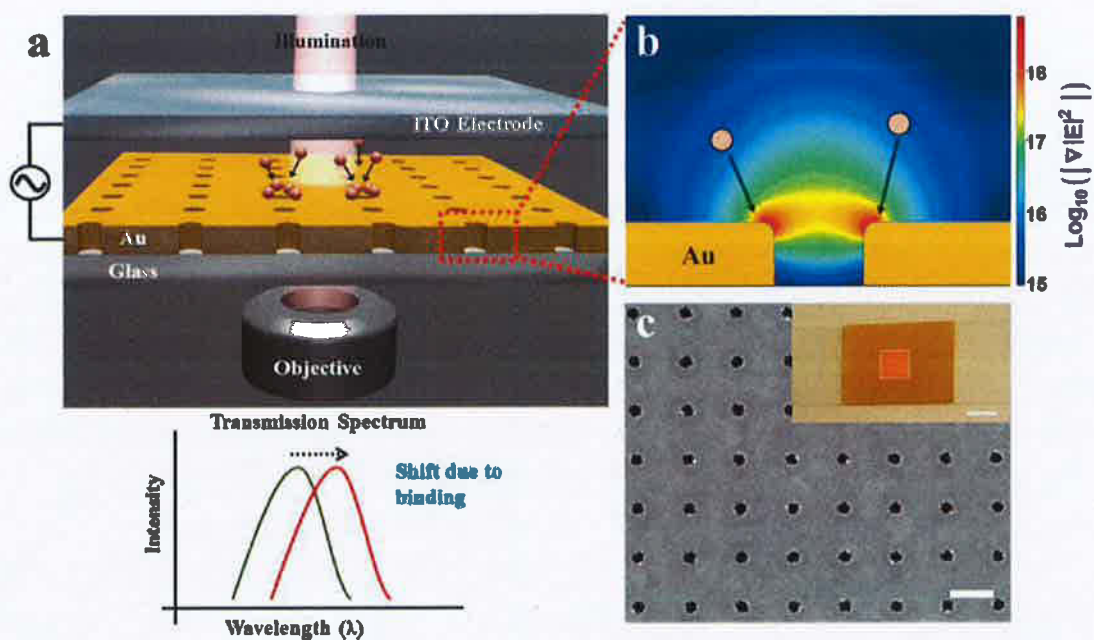 a
Illumination
ITO Electrode
Au
Glass
Objective
Transmission Spectrum
Intensity
Shift due to
binding
Wavelength (λ)
b
Au
18
17
16
15
Log₁₀(|∇|E|²|)
c